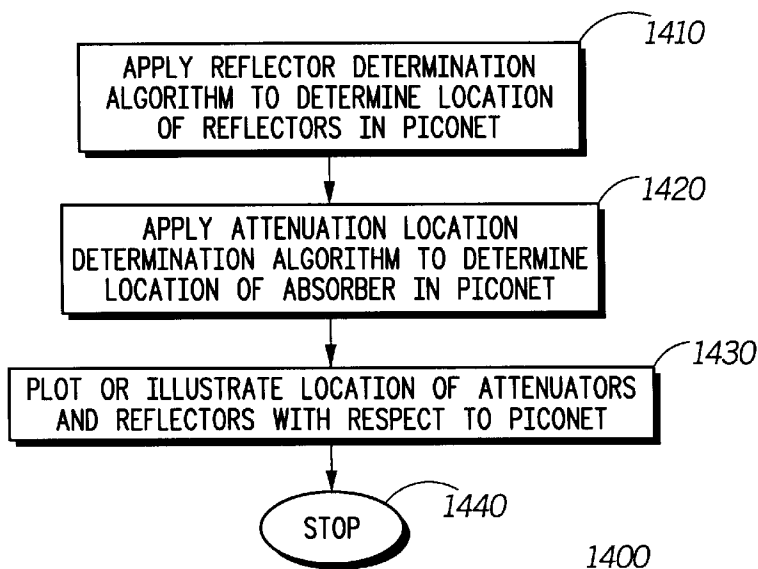 1410
APPLY REFLECTOR DETERMINATION
ALGORITHM TO DETERMINE LOCATION
OF REFLECTORS IN PICONET
1420
APPLY ATTENUATION LOCATION
DETERMINATION ALGORITHM TO DETERMINE
LOCATION OF ABSORBER IN PICONET
1430
PLOT OR ILLUSTRATE LOCATION OF ATTENUATORS
AND REFLECTORS WITH RESPECT TO PICONET
1440
STOP
1400